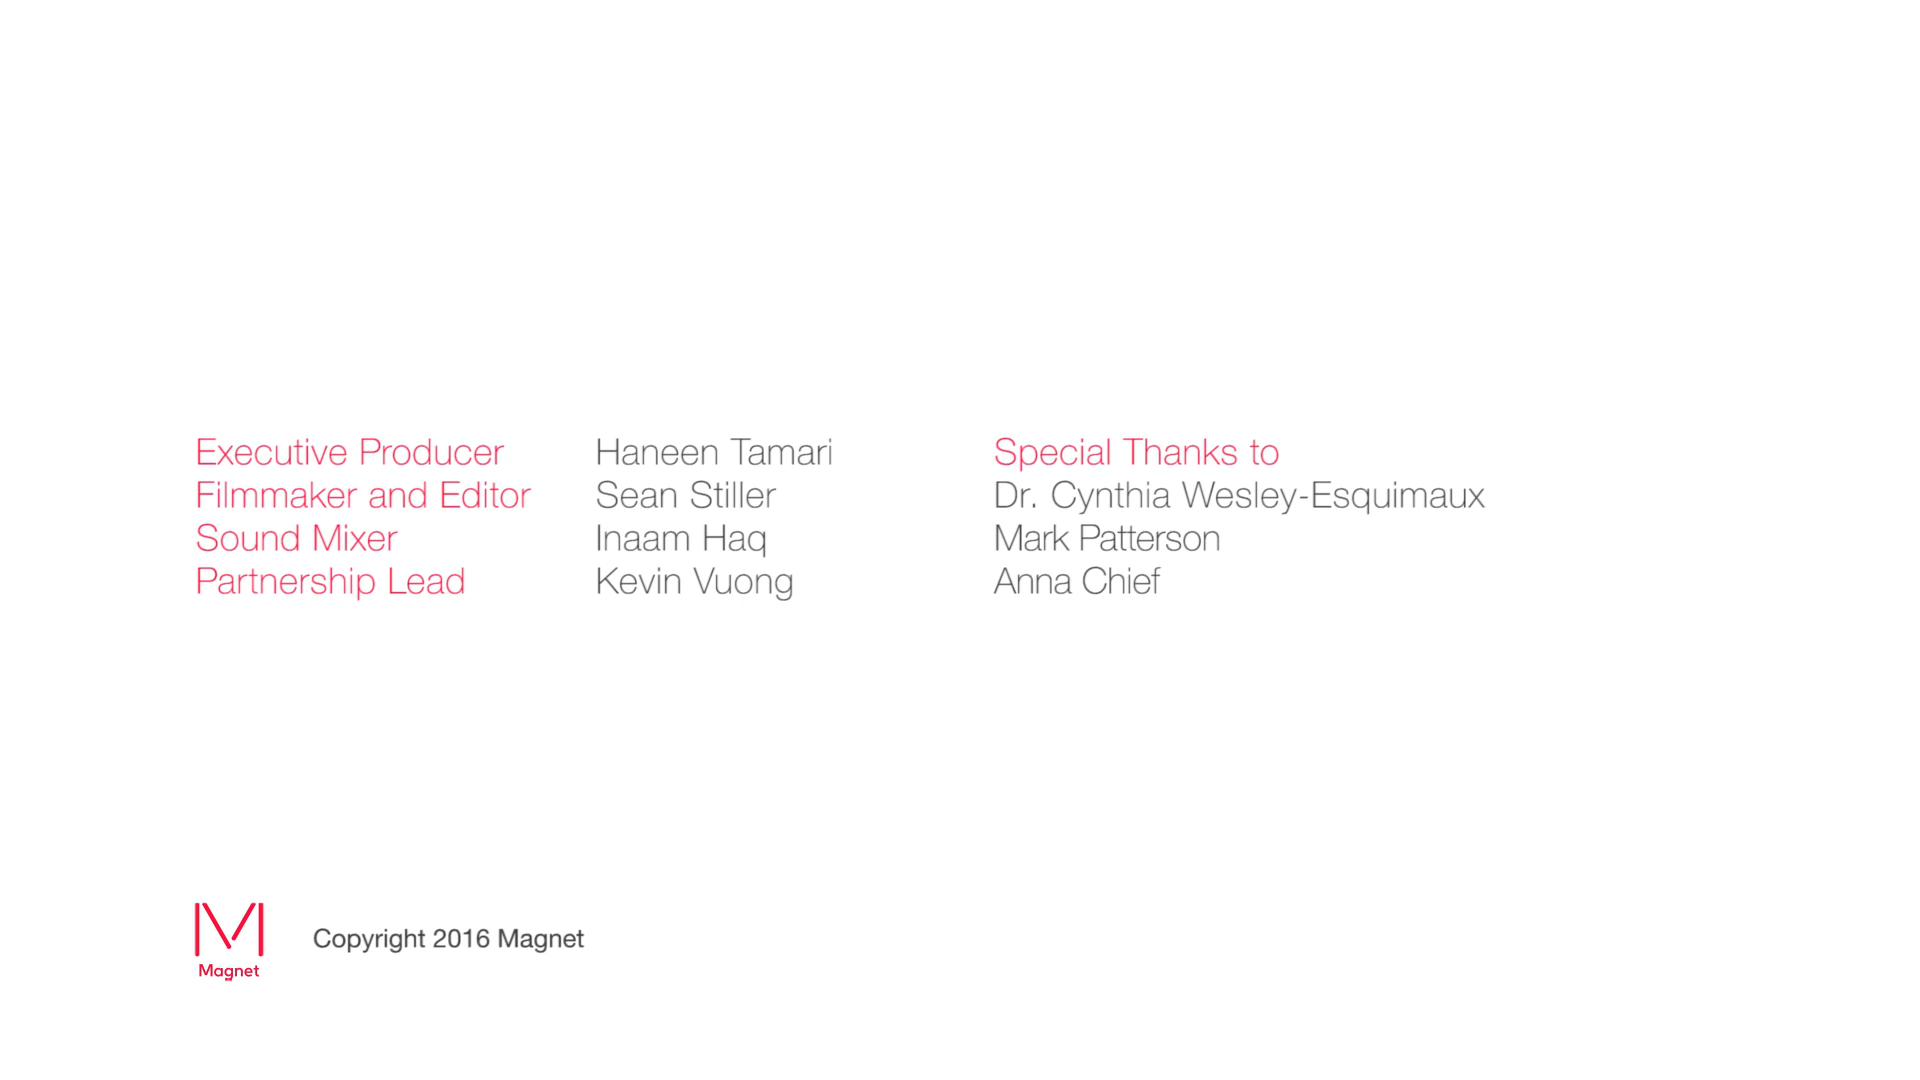 Executive Producer Haneen Tamari
Filmmaker and Editor Sean Stiller
Sound Mixer Inaam Haq
Partnership Lead Kevin Vuong
Special Thanks to
Dr. Cynthia Wesley-Esquimaux
Mark Patterson
Anna Chief
Magnet
Copyright 2016 Magnet